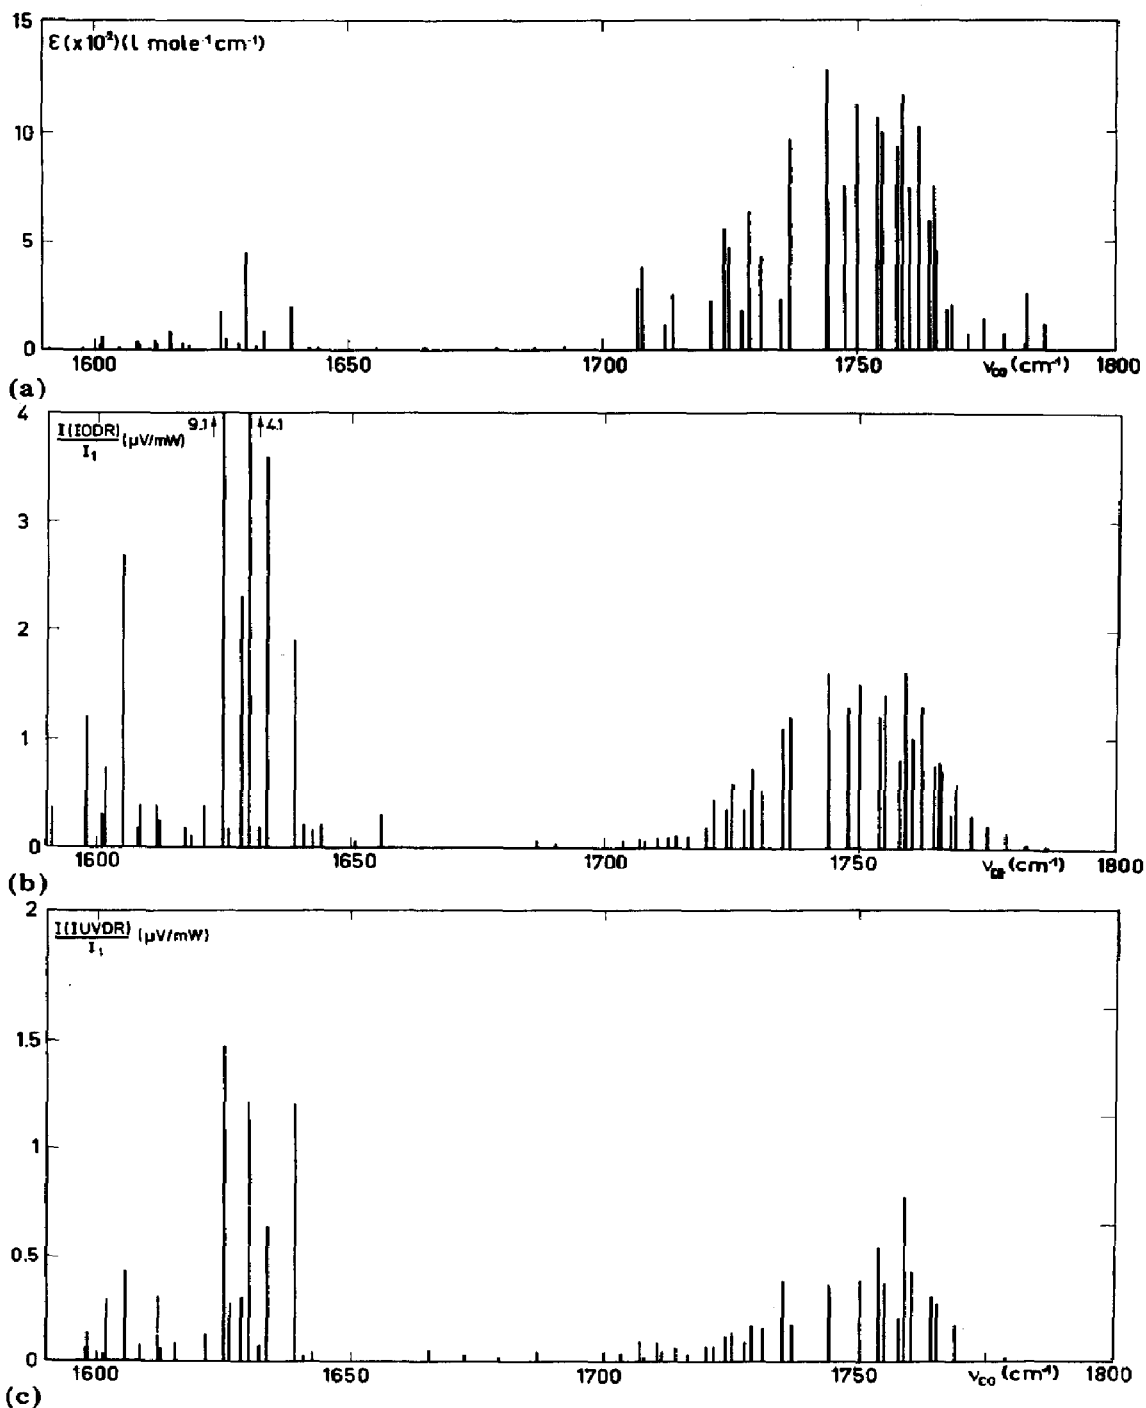 15
ε(x10²)(l mole⁻¹cm⁻¹)
10
5
0
1600
1650
1700
1750
ν_CO (cm⁻¹)
1800
(a)
4
I(IODR)
I₁
(μV/mW)
9.1↑
↑4.1
3
2
1
0
1600
1650
1700
1750
(cm⁻¹)
1800
(b)
2
I(IUVDR)
I₁
(μV/mW)
1.5
1
0.5
0
1600
1650
1700
1750
ν_CO (cm⁻¹)
1800
(c)